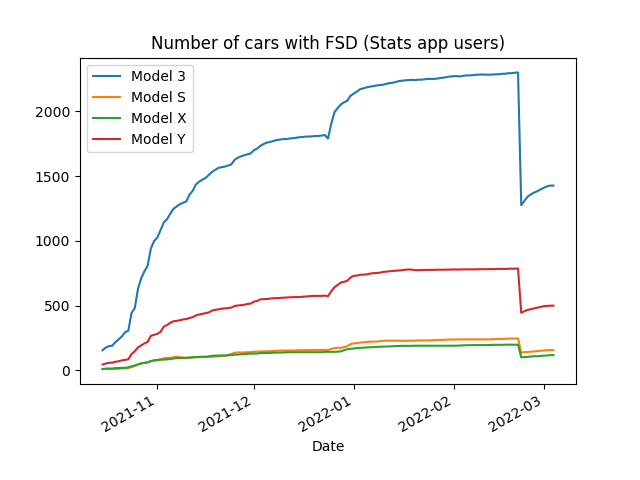 Number of cars with FSD (Stats app users)
Model 3
Model S
Model X
Model Y
2000
1500
1000
500
0
2021-11
2021-12
2022-01
2022-02
2022-03
Date